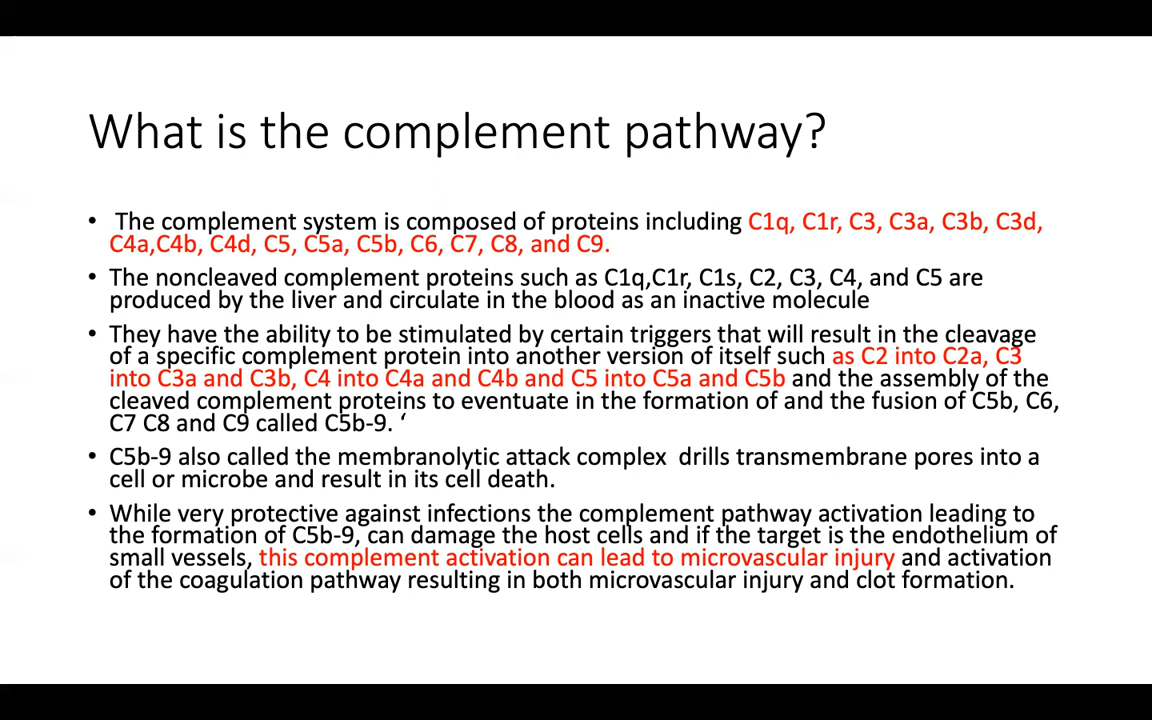 What is the complement pathway?
• The complement system is composed of proteins including C1q, C1r, C3, C3a, C3b, C3d,
C4a,C4b, C4d, C5, C5a, C5b, C6, C7, C8, and C9.
• The noncleaved complement proteins such as C1q,C1r, C1s, C2, C3, C4, and C5 are
produced by the liver and circulate in the blood as an inactive molecule
• They have the ability to be stimulated by certain triggers that will result in the cleavage
of a specific complement protein into another version of itself such as C2 into C2a, C3
into C3a and C3b, C4 into C4a and C4b and C5 into C5a and C5b and the assembly of the
cleaved complement proteins to eventuate in the formation of and the fusion of C5b, C6,
C7 C8 and C9 called C5b-9. ‘
• C5b-9 also called the membranolytic attack complex drills transmembrane pores into a
cell or microbe and result in its cell death.
• While very protective against infections the complement pathway activation leading to
the formation of C5b-9, can damage the host cells and if the target is the endothelium of
small vessels, this complement activation can lead to microvascular injury and activation
of the coagulation pathway resulting in both microvascular injury and clot formation.